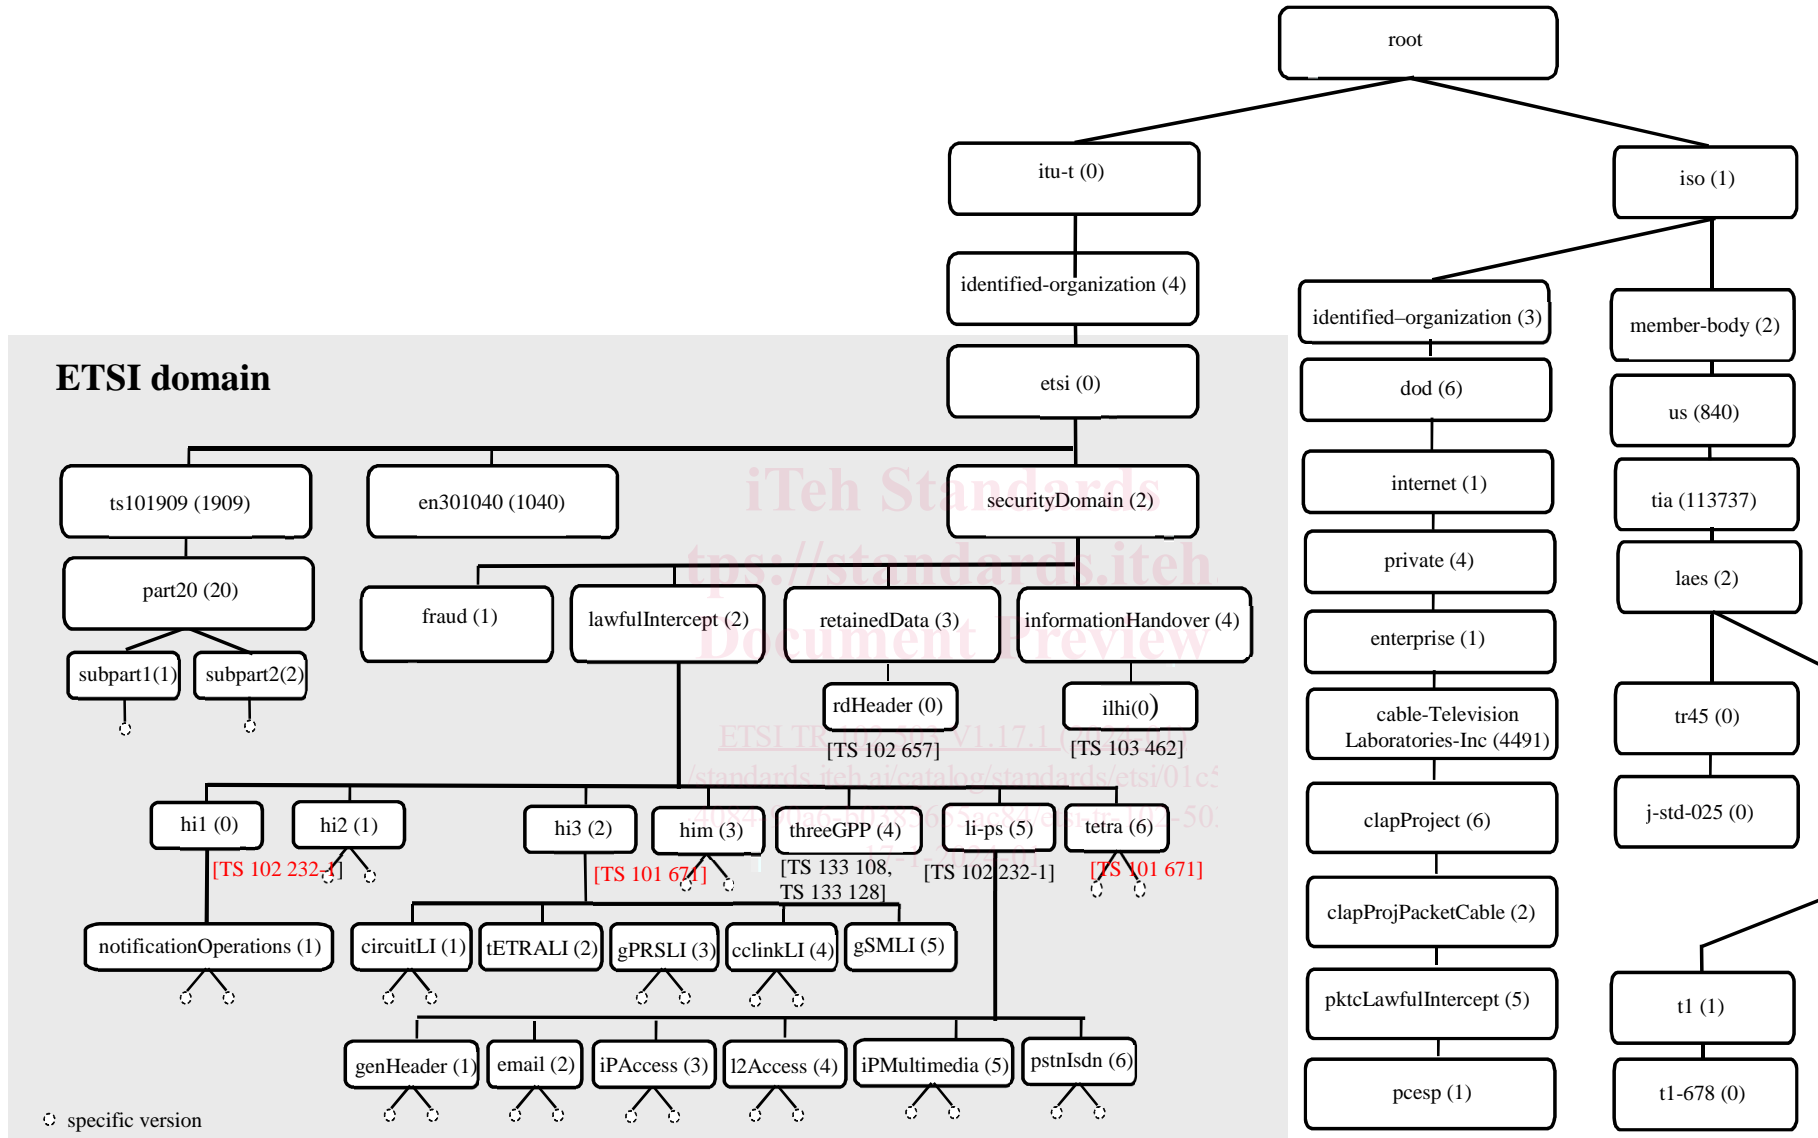 root
itu-t (0)
iso (1)
identified-organization (4)
identified–organization (3)
member-body (2)
ETSI domain
etsi (0)
dod (6)
us (840)
ts101909 (1909)
en301040 (1040)
securityDomain (2)
internet (1)
tia (113737)
iTeh Standards
tps://standards.iteh
Document Preview
part20 (20)
fraud (1)
lawfulIntercept (2)
retainedData (3)
informationHandover (4)
private (4)
laes (2)
enterprise (1)
subpart1(1)
subpart2(2)
rdHeader (0)
ilhi(0)
[TS 102 657]
[TS 103 462]
cable-Television
Laboratories-Inc (4491)
tr45 (0)
hi1 (0)
hi2 (1)
hi3 (2)
him (3)
threeGPP (4)
li-ps (5)
tetra (6)
clapProject (6)
j-std-025 (0)
[TS 102 232-1]
[TS 101 671]
[TS 133 108,
TS 133 128]
[TS 102 232-1]
[TS 101 671]
notificationOperations (1)
circuitLI (1)
tETRALI (2)
gPRSLI (3)
cclinkLI (4)
gSMLI (5)
clapProjPacketCable (2)
pktcLawfulIntercept (5)
t1 (1)
genHeader (1)
email (2)
iPAccess (3)
l2Access (4)
iPMultimedia (5)
pstnIsdn (6)
pcesp (1)
t1-678 (0)
specific version